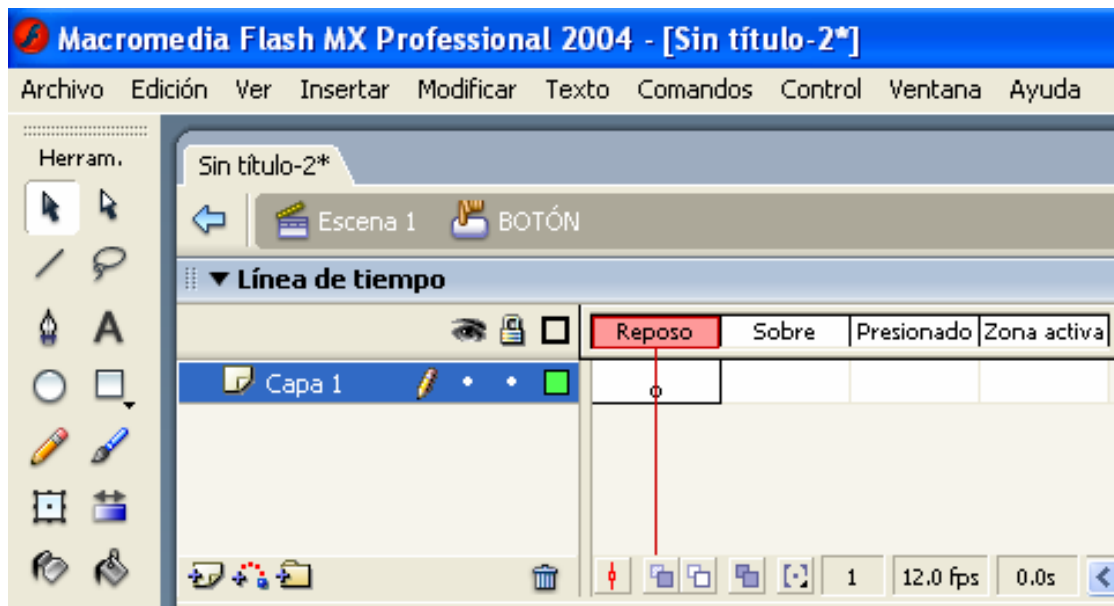 Macromedia Flash MX Professional 2004 - [Sin título-2*]
Archivo Edición Ver Insertar Modificar Texto Comandos Control Ventana Ayuda
Herram.
Sin título-2*
Escena 1 BOTÓN
Línea de tiempo
Reposo Sobre Presionado Zona activa
Capa 1
A
1 12.0 fps 0.0s